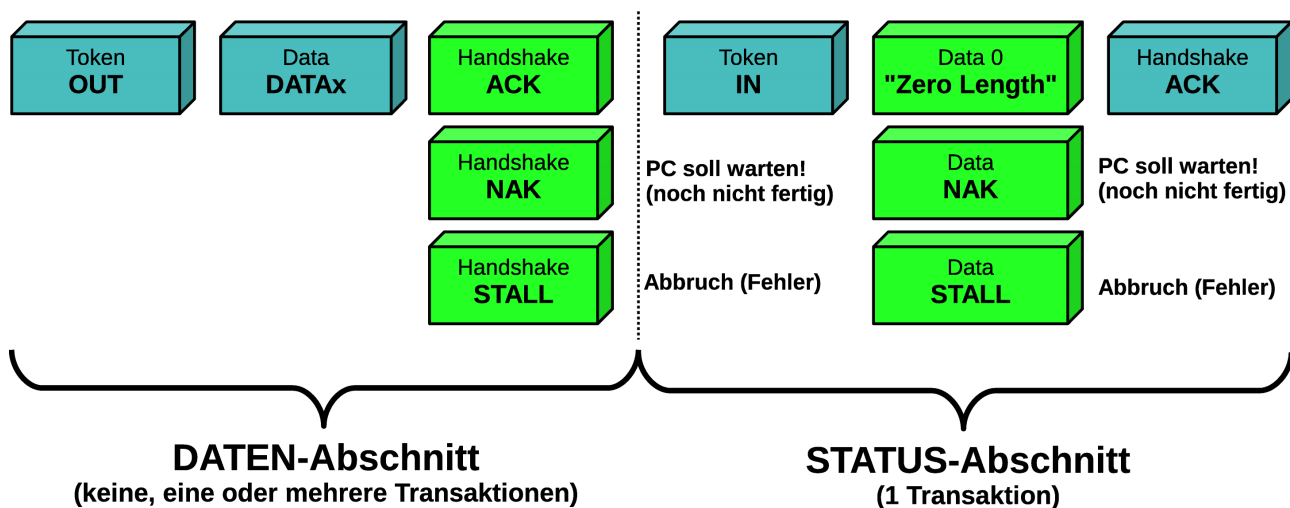 Token
OUT
Data
DATAx
Handshake
ACK
Token
IN
Data 0
"Zero Length"
Handshake
ACK
Handshake
NAK
PC soll warten!
(noch nicht fertig)
Data
NAK
PC soll warten!
(noch nicht fertig)
Handshake
STALL
Abbruch (Fehler)
Data
STALL
Abbruch (Fehler)
DATEN-Abschnitt
(keine, eine oder mehrere Transaktionen)
STATUS-Abschnitt
(1 Transaktion)